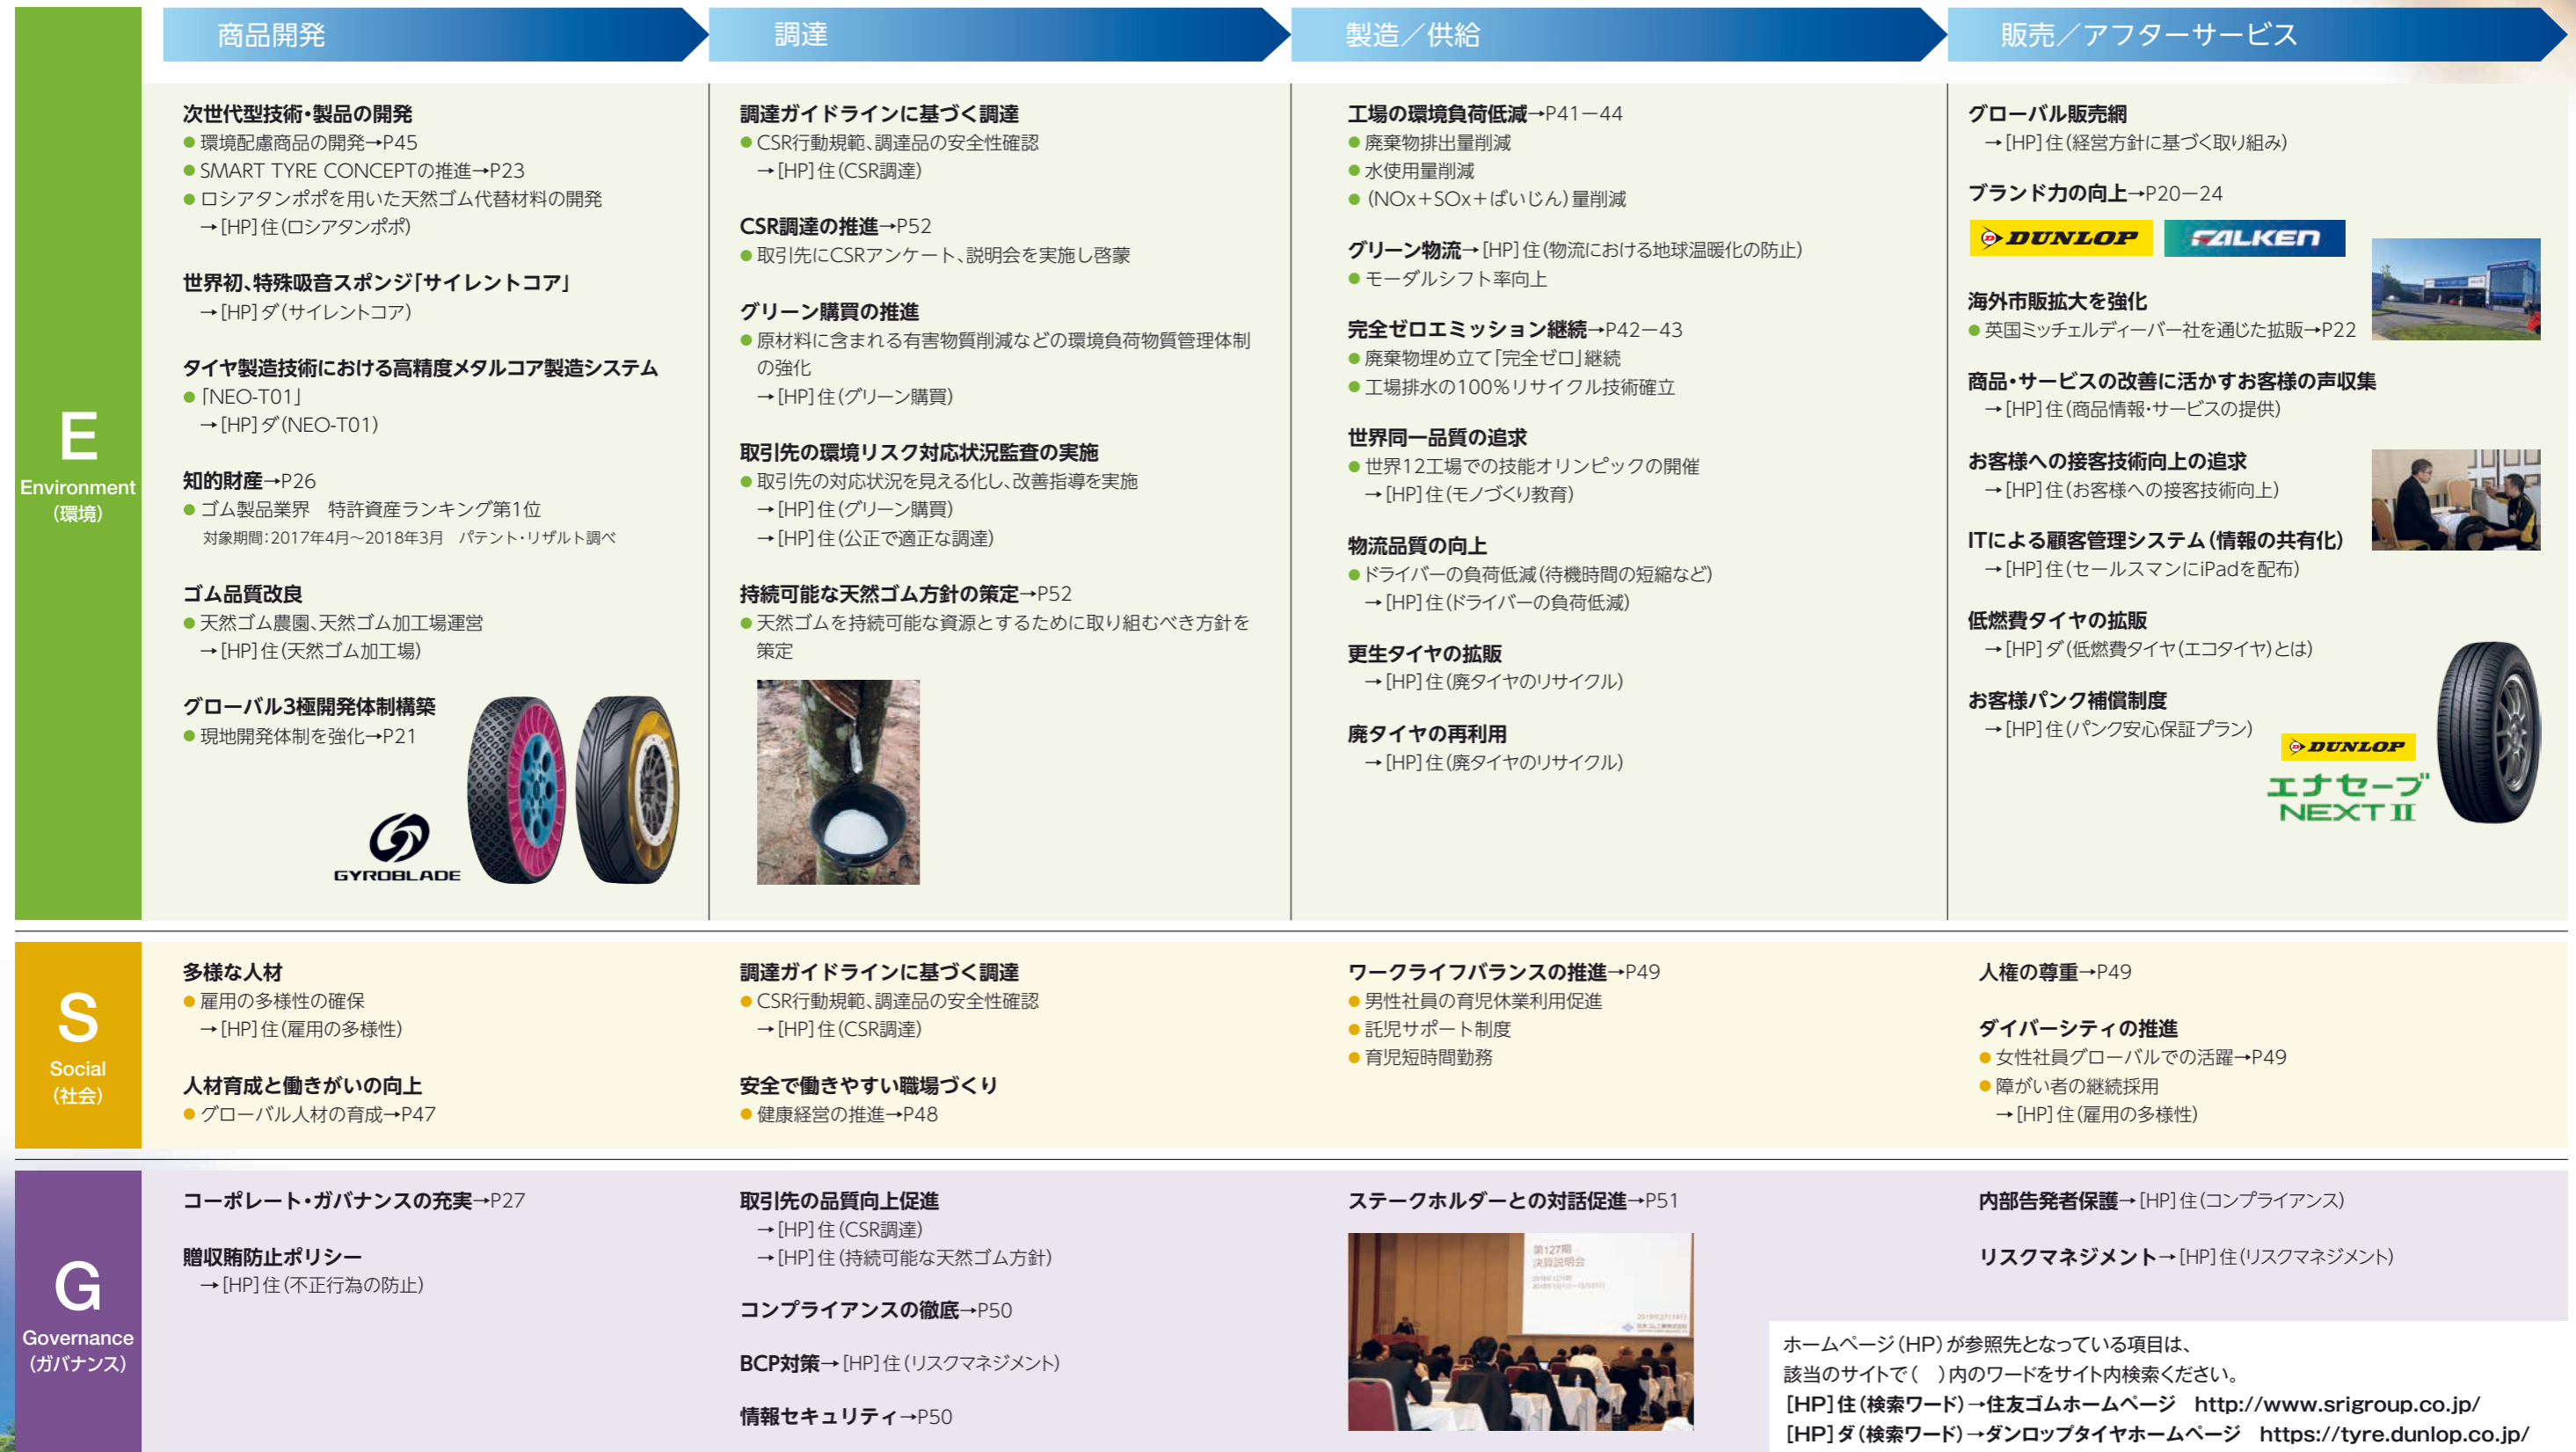 商品開発
調達
製造／供給
販売／アフターサービス
E
Environment
（環境）
次世代型技術・製品の開発
● 環境配慮商品の開発→P45
● SMART TYRE CONCEPTの推進→P23
● ロシアタンポポを用いた天然ゴム代替材料の開発
→［HP］住（ロシアタンポポ）
世界初、特殊吸音スポンジ「サイレントコア」
→［HP］ダ（サイレントコア）
タイヤ製造技術における高精度メタルコア製造システム
● 「NEO-T01」
→［HP］ダ（NEO-T01）
知的財産→P26
● ゴム製品業界　特許資産ランキング第1位
対象期間：2017年4月～2018年3月　パテント・リザルト調べ
ゴム品質改良
● 天然ゴム農園、天然ゴム加工場運営
→［HP］住（天然ゴム加工場）
グローバル3極開発体制構築
● 現地開発体制を強化→P21
GYROBLADE
調達ガイドラインに基づく調達
● CSR行動規範、調達品の安全性確認
→［HP］住（CSR調達）
CSR調達の推進→P52
● 取引先にCSRアンケート、説明会を実施し啓蒙
グリーン購買の推進
● 原材料に含まれる有害物質削減などの環境負荷物質管理体制
の強化
→［HP］住（グリーン購買）
取引先の環境リスク対応状況監査の実施
● 取引先の対応状況を見える化し、改善指導を実施
→［HP］住（グリーン購買）
→［HP］住（公正で適正な調達）
持続可能な天然ゴム方針の策定→P52
● 天然ゴムを持続可能な資源とするために取り組むべき方針を
策定
工場の環境負荷低減→P41－44
● 廃棄物排出量削減
● 水使用量削減
● （NOx＋SOx＋ばいじん）量削減
グリーン物流→［HP］住（物流における地球温暖化の防止）
● モーダルシフト率向上
完全ゼロエミッション継続→P42－43
● 廃棄物埋め立て「完全ゼロ」継続
● 工場排水の100％リサイクル技術確立
世界同一品質の追求
● 世界12工場での技能オリンピックの開催
→［HP］住（モノづくり教育）
物流品質の向上
● ドライバーの負荷低減（待機時間の短縮など）
→［HP］住（ドライバーの負荷低減）
更生タイヤの拡販
→［HP］住（廃タイヤのリサイクル）
廃タイヤの再利用
→［HP］住（廃タイヤのリサイクル）
グローバル販売網
→［HP］住（経営方針に基づく取り組み）
ブランド力の向上→P20－24
DUNLOP
FALKEN
海外市販拡大を強化
● 英国ミッチェルディーバー社を通じた拡販→P22
商品・サービスの改善に活かすお客様の声収集
→［HP］住（商品情報・サービスの提供）
お客様への接客技術向上の追求
→［HP］住（お客様への接客技術向上）
ITによる顧客管理システム（情報の共有化）
→［HP］住（セールスマンにiPadを配布）
低燃費タイヤの拡販
→［HP］ダ（低燃費タイヤ（エコタイヤ）とは）
お客様パンク補償制度
→［HP］住（パンク安心保証プラン）
DUNLOP
エナセーブ
NEXT II
S
Social
（社会）
多様な人材
● 雇用の多様性の確保
→［HP］住（雇用の多様性）
人材育成と働きがいの向上
● グローバル人材の育成→P47
調達ガイドラインに基づく調達
● CSR行動規範、調達品の安全性確認
→［HP］住（CSR調達）
安全で働きやすい職場づくり
● 健康経営の推進→P48
ワークライフバランスの推進→P49
● 男性社員の育児休業利用促進
● 託児サポート制度
● 育児短時間勤務
人権の尊重→P49
ダイバーシティの推進
● 女性社員グローバルでの活躍→P49
● 障がい者の継続採用
→［HP］住（雇用の多様性）
G
Governance
（ガバナンス）
コーポレート・ガバナンスの充実→P27
贈収賄防止ポリシー
→［HP］住（不正行為の防止）
取引先の品質向上促進
→［HP］住（CSR調達）
→［HP］住（持続可能な天然ゴム方針）
コンプライアンスの徹底→P50
BCP対策→［HP］住（リスクマネジメント）
情報セキュリティ→P50
ステークホルダーとの対話促進→P51
第127期
決算説明会
内部告発者保護→［HP］住（コンプライアンス）
リスクマネジメント→［HP］住（リスクマネジメント）
ホームページ（HP）が参照先となっている項目は、
該当のサイトで（　）内のワードをサイト内検索ください。
［HP］住（検索ワード）→住友ゴムホームページ　http://www.srigroup.co.jp/
［HP］ダ（検索ワード）→ダンロップタイヤホームページ　https://tyre.dunlop.co.jp/